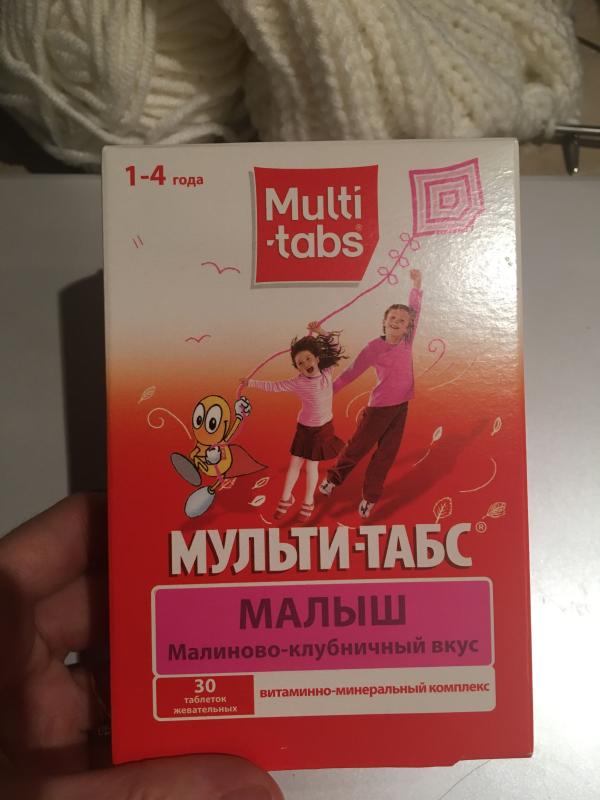 1-4 года
Multi
-tabs®
МУЛЬТИ-ТАБС®
МАЛЫШ
Малиново-клубничный вкус
30
таблеток
жевательных
витаминно-минеральный комплекс